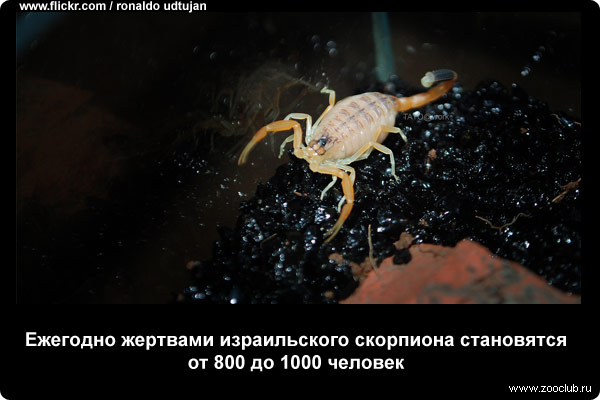 www.flickr.com / ronaldo udtujan
Ежегодно жертвами израильского скорпиона становятся
от 800 до 1000 человек
www.zooclub.ru